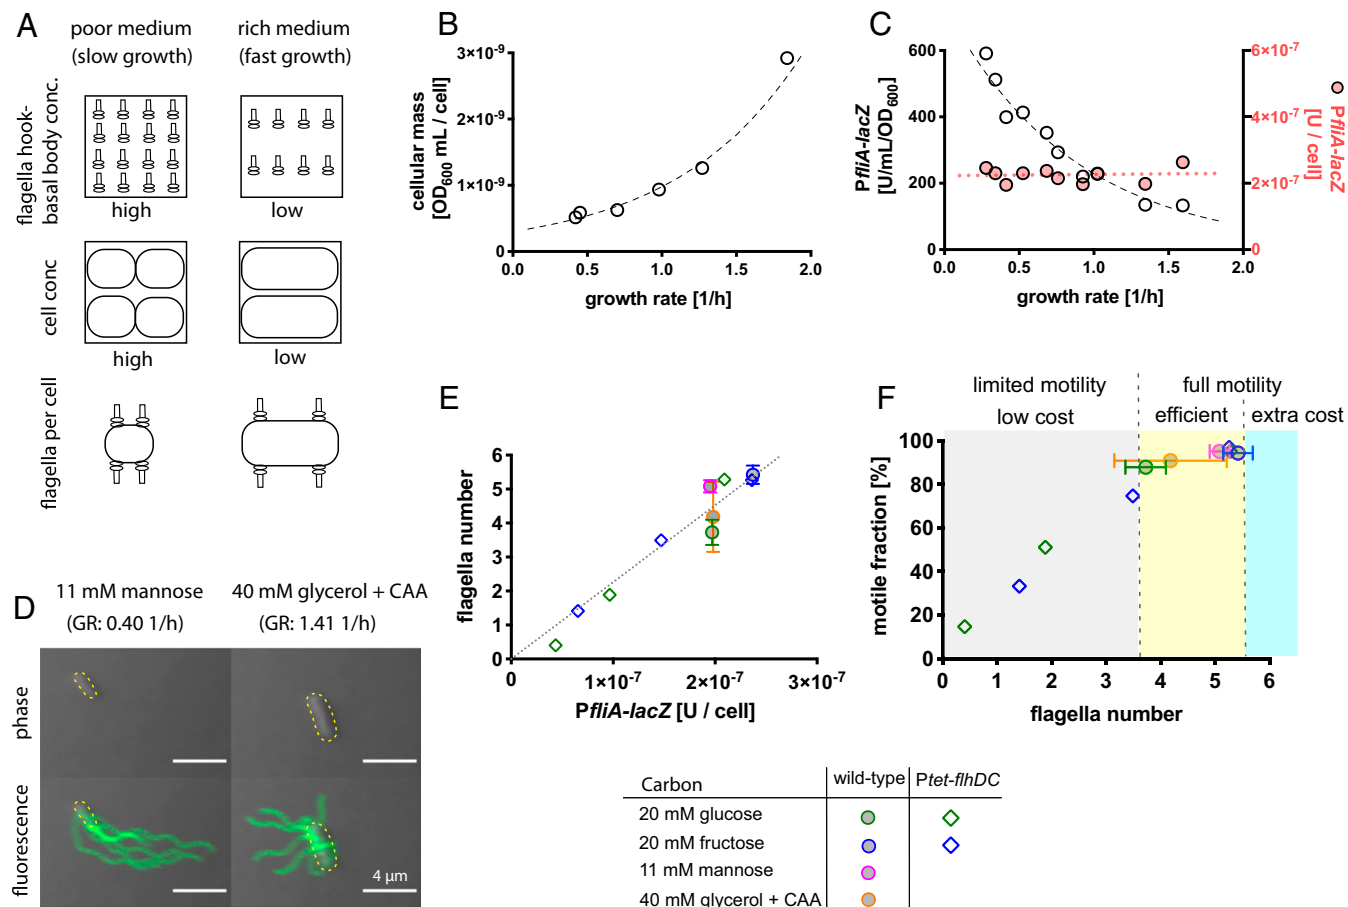 A
poor medium
(slow growth)
rich medium
(fast growth)
flagella hook-
basal body conc.
high
low
cell conc
high
low
flagella per cell
B
cellular mass
[OD600 mL / cell]
3×10-9
2×10-9
1×10-9
0
0.0 0.5 1.0 1.5 2.0
growth rate [1/h]
C
PfliA-lacZ
[U/mL/OD600]
600
400
200
0
6×10-7
4×10-7
2×10-7
0
PfliA-lacZ
[U / cell]
0.0 0.5 1.0 1.5 2.0
growth rate [1/h]
D
11 mM mannose
(GR: 0.40 1/h)
40 mM glycerol + CAA
(GR: 1.41 1/h)
phase
fluorescence
4 μm
E
flagella number
6
5
4
3
2
1
0
0 1×10-7 2×10-7 3×10-7
PfliA-lacZ [U / cell]
F
limited motility
low cost
full motility
efficient
extra cost
motile fraction [%]
100
80
60
40
20
0
0 1 2 3 4 5 6
flagella number
Carbon wild-type Ptet-flhDC
20 mM glucose
20 mM fructose
11 mM mannose
40 mM glycerol + CAA